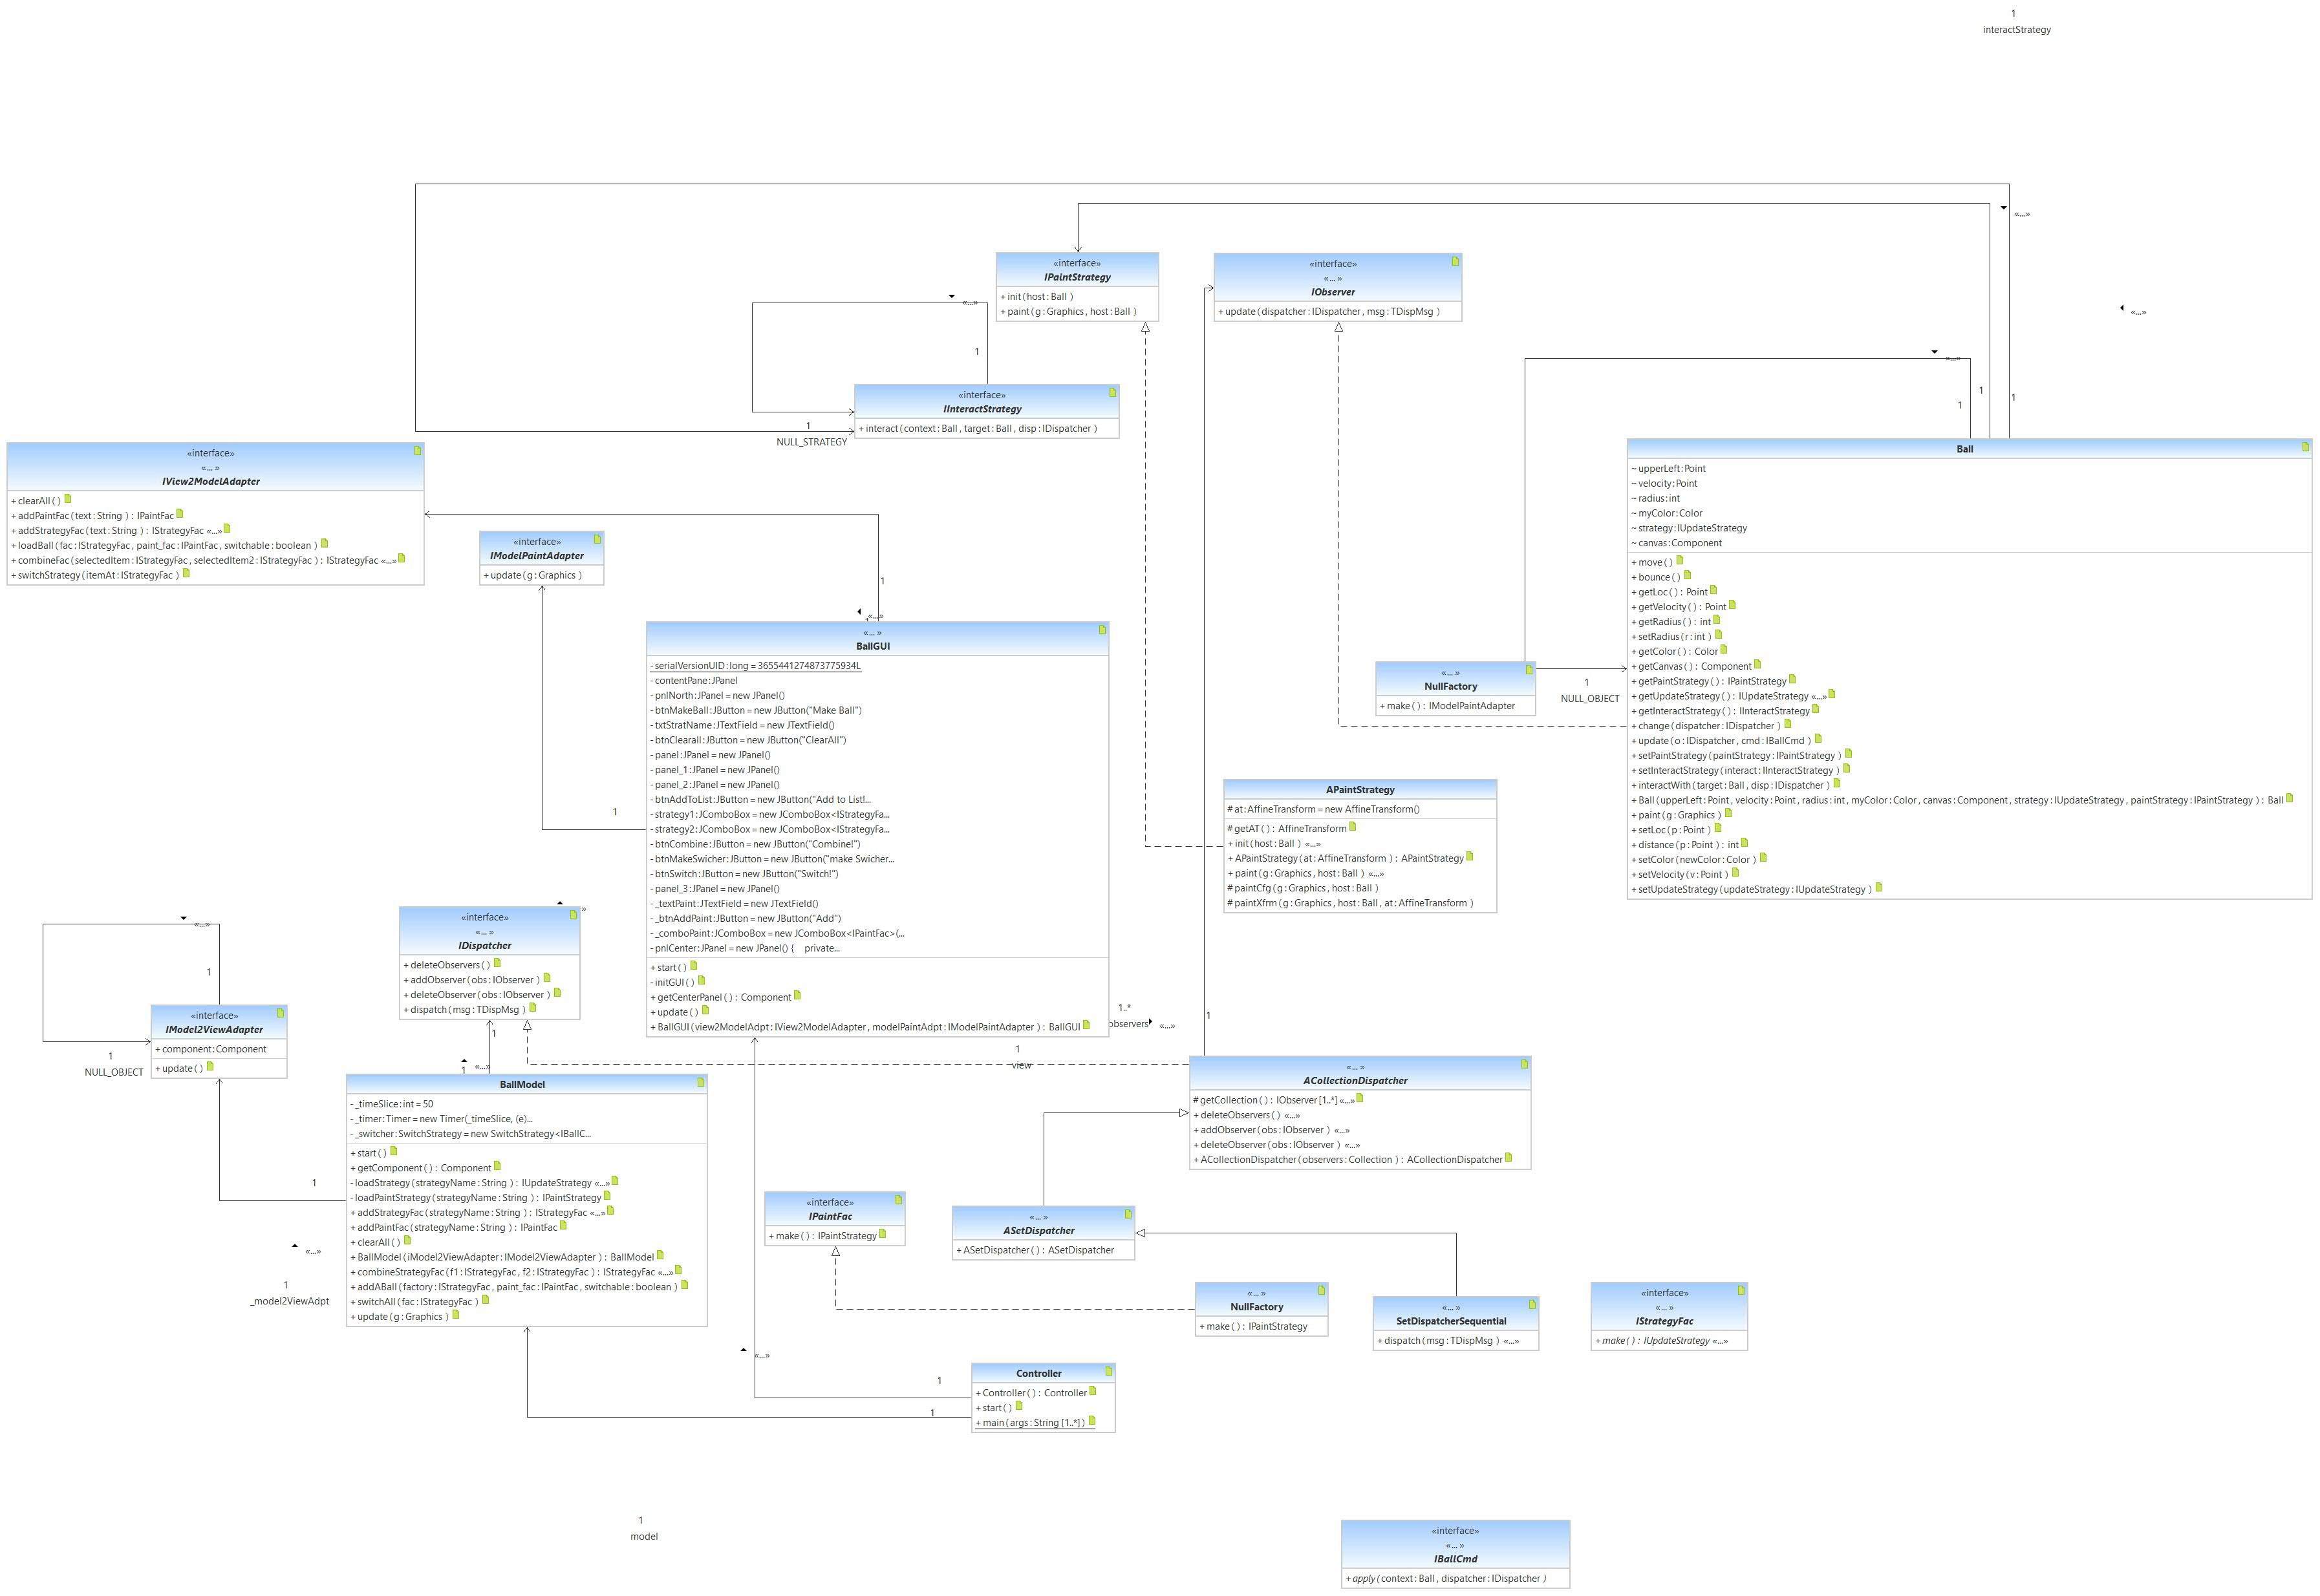 1
interactStrategy
«...»
«interface»
IPaintStrategy
+ init(host:Ball )
+ paint(g:Graphics, host:Ball )
«interface»
«... »
IObserver
+ update(dispatcher:IDispatcher, msg:TDispMsg )
«...»
«...»
1
«...»
1
1
1
«interface»
IInteractStrategy
+ interact(context:Ball, target:Ball, disp:IDispatcher )
1
NULL_STRATEGY
«interface»
«... »
IView2ModelAdapter
+ clearAll( )
+ addPaintFac(text:String ): IPaintFac
+ addStrategyFac(text:String ): IStrategyFac «...»
+ loadBall(fac:IStrategyFac, paint_fac:IPaintFac, switchable:boolean )
+ combineFac(selectedItem:IStrategyFac, selectedItem2:IStrategyFac ): IStrategyFac «...»
+ switchStrategy(itemAt:IStrategyFac )
«interface»
IModelPaintAdapter
+ update(g:Graphics )
1
«...»
Ball
~ upperLeft:Point
~ velocity:Point
~ radius:int
~ myColor:Color
~ strategy:IUpdateStrategy
~ canvas:Component
+ move( )
+ bounce( )
+ getLoc( ): Point
+ getVelocity( ): Point
+ getRadius( ): int
+ setRadius(r:int )
+ getColor( ): Color
+ getCanvas( ): Component
+ getPaintStrategy( ): IPaintStrategy
+ getUpdateStrategy( ): IUpdateStrategy «...»
+ getInteractStrategy( ): IInteractStrategy
+ change(dispatcher:IDispatcher )
+ update(o:IDispatcher, cmd:IBallCmd )
+ setPaintStrategy(paintStrategy:IPaintStrategy )
+ setInteractStrategy(interact:IInteractStrategy )
+ interactWith(target:Ball, disp:IDispatcher )
+ Ball(upperLeft:Point, velocity:Point, radius:int, myColor:Color, canvas:Component, strategy:IUpdateStrategy, paintStrategy:IPaintStrategy ): Ball
+ paint(g:Graphics )
+ setLoc(p:Point )
+ distance(p:Point ): int
+ setColor(newColor:Color )
+ setVelocity(v:Point )
+ setUpdateStrategy(updateStrategy:IUpdateStrategy )
«... »
BallGUI
- serialVersionUID:long = 3655441274873775934L
- contentPane:JPanel
- pnlNorth:JPanel = new JPanel()
- btnMakeBall:JButton = new JButton("Make Ball")
- txtStratName:JTextField = new JTextField()
- btnClearall:JButton = new JButton("ClearAll")
- panel:JPanel = new JPanel()
- panel_1:JPanel = new JPanel()
- panel_2:JPanel = new JPanel()
- btnAddToList:JButton = new JButton("Add to List!...
- strategy1:JComboBox = new JComboBox<IStrategyFa...
- strategy2:JComboBox = new JComboBox<IStrategyFa...
- btnCombine:JButton = new JButton("Combine!")
- btnMakeSwicher:JButton = new JButton("make Swicher...
- btnSwitch:JButton = new JButton("Switch!")
- panel_3:JPanel = new JPanel()
- _textPaint:JTextField = new JTextField()
- _btnAddPaint:JButton = new JButton("Add")
- _comboPaint:JComboBox = new JComboBox<IPaintFac>(...
- pnlCenter:JPanel = new JPanel() {    private...
+ start( )
- initGUI( )
+ getCenterPanel( ): Component
+ update( )
+ BallGUI(view2ModelAdpt:IView2ModelAdapter, modelPaintAdpt:IModelPaintAdapter ): BallGUI
1
«... »
NullFactory
+ make( ): IModelPaintAdapter
1
NULL_OBJECT
APaintStrategy
# at:AffineTransform = new AffineTransform()
# getAT( ): AffineTransform
+ init(host:Ball ) «...»
+ APaintStrategy(at:AffineTransform ): APaintStrategy
+ paint(g:Graphics, host:Ball ) «...»
# paintCfg(g:Graphics, host:Ball )
# paintXfrm(g:Graphics, host:Ball, at:AffineTransform )
»
«interface»
«... »
IDispatcher
+ deleteObservers( )
+ addObserver(obs:IObserver )
+ deleteObserver(obs:IObserver )
+ dispatch(msg:TDispMsg )
«...»
1
«interface»
IModel2ViewAdapter
+ component:Component
+ update( )
1
NULL_OBJECT
1
1
«...»
1..*
observers
«...»
1
1
view
BallModel
- _timeSlice:int = 50
- _timer:Timer = new Timer(_timeSlice, (e)...
- _switcher:SwitchStrategy = new SwitchStrategy<IBallC...
+ start( )
+ getComponent( ): Component
- loadStrategy(strategyName:String ): IUpdateStrategy «...»
- loadPaintStrategy(strategyName:String ): IPaintStrategy
+ addStrategyFac(strategyName:String ): IStrategyFac «...»
+ addPaintFac(strategyName:String ): IPaintFac
+ clearAll( )
+ BallModel(iModel2ViewAdapter:IModel2ViewAdapter ): BallModel
+ combineStrategyFac(f1:IStrategyFac, f2:IStrategyFac ): IStrategyFac «...»
+ addABall(factory:IStrategyFac, paint_fac:IPaintFac, switchable:boolean )
+ switchAll(fac:IStrategyFac )
+ update(g:Graphics )
1
«...»
1
_model2ViewAdpt
«... »
ACollectionDispatcher
# getCollection( ): IObserver [1..*] «...»
+ deleteObservers( ) «...»
+ addObserver(obs:IObserver ) «...»
+ deleteObserver(obs:IObserver ) «...»
+ ACollectionDispatcher(observers:Collection ): ACollectionDispatcher
«interface»
IPaintFac
+ make( ): IPaintStrategy
«... »
ASetDispatcher
+ ASetDispatcher( ): ASetDispatcher
«... »
NullFactory
+ make( ): IPaintStrategy
«... »
SetDispatcherSequential
+ dispatch(msg:TDispMsg ) «...»
«interface»
«... »
IStrategyFac
+ make( ): IUpdateStrategy «...»
«...»
1
1
Controller
+ Controller( ): Controller
+ start( )
+ main(args:String [1..*] )
1
model
«interface»
«... »
IBallCmd
+ apply(context:Ball, dispatcher:IDispatcher )